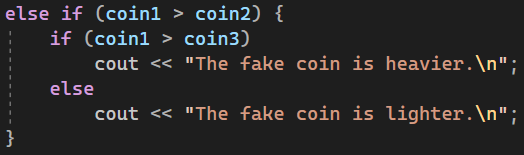 else if (coin1 > coin2) {
    if (coin1 > coin3)
        cout << "The fake coin is heavier.\n";
    else
        cout << "The fake coin is lighter.\n";
}